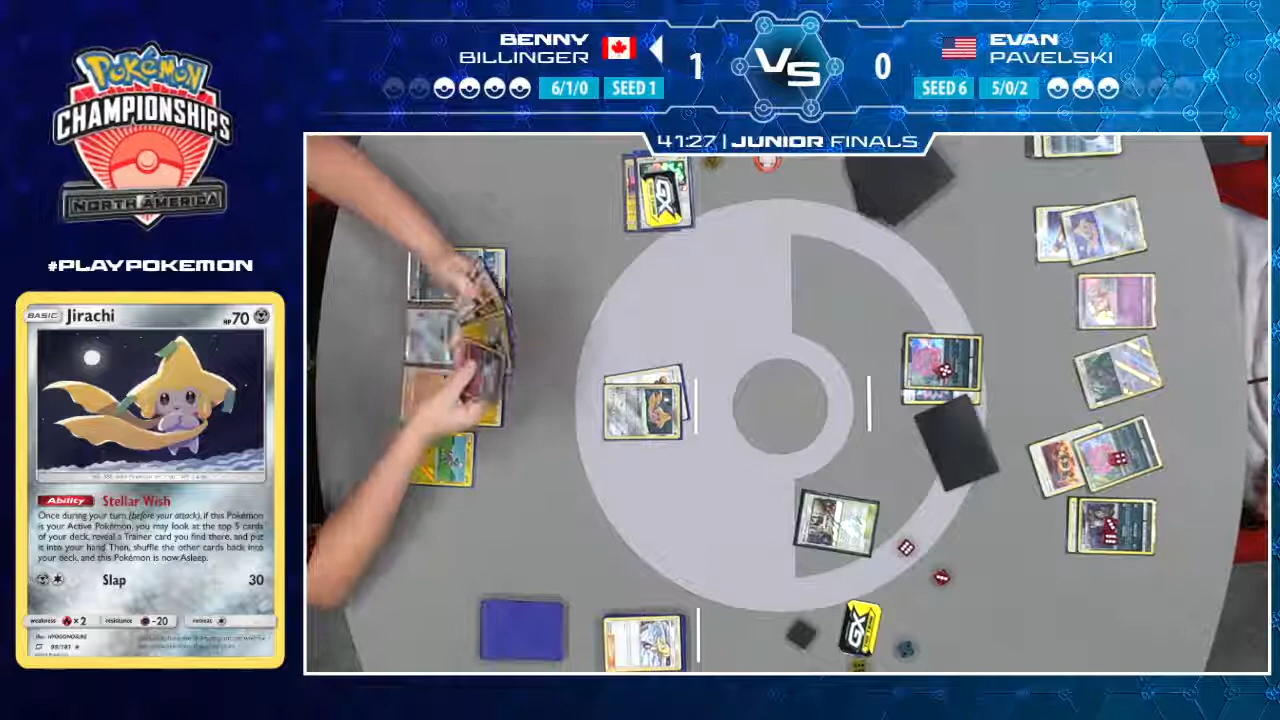 Pokémon
CHAMPIONSHIPS
NORTH AMERICA
#PLAYPOKEMON
BENNY
BILLINGER
1
VS
0
EVAN
PAVELSKI
6/1/0
SEED 1
SEED 6
5/0/2
41:27 | JUNIOR FINALS
BASIC
Jirachi
HP70
Ability Stellar Wish
Once during your turn (before your attack), if this Pokémon
is your Active Pokémon, you may look at the top 5 cards
of your deck, reveal a Trainer card you find there, and put
it into your hand. Then, shuffle the other cards back into
your deck, and this Pokémon is now Asleep.
Slap 30
weakness ×2 resistance -20 retreat
GX
GX